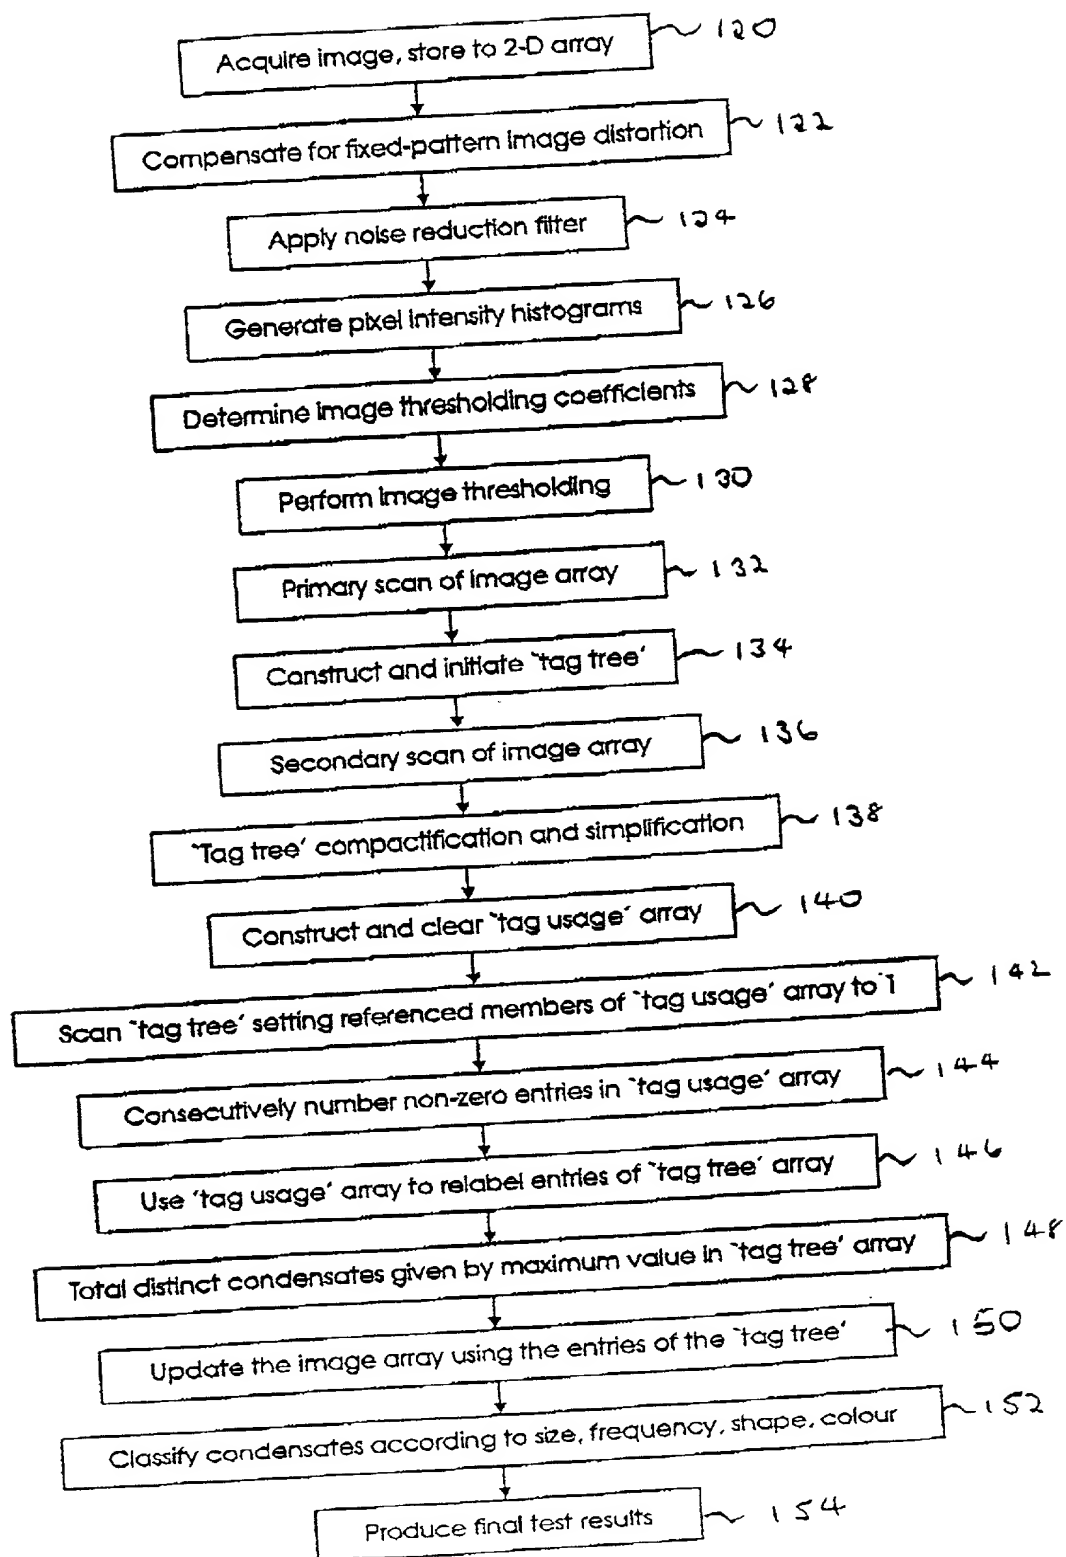 Acquire image, store to 2-D array 120
Compensate for fixed-pattern image distortion 122
Apply noise reduction filter 124
Generate pixel intensity histograms 126
Determine image thresholding coefficients 128
Perform image thresholding 130
Primary scan of image array 132
Construct and initiate `tag tree' 134
Secondary scan of image array 136
`Tag tree' compactification and simplification 138
Construct and clear `tag usage' array 140
Scan `tag tree' setting referenced members of `tag usage' array to `1 142
Consecutively number non-zero entries in `tag usage' array 144
Use 'tag usage' array to relabel entries of `tag tree' array 146
Total distinct condensates given by maximum value in `tag tree' array 148
Update the image array using the entries of the `tag tree' 150
Classify condensates according to size, frequency, shape, colour 152
Produce final test results 154